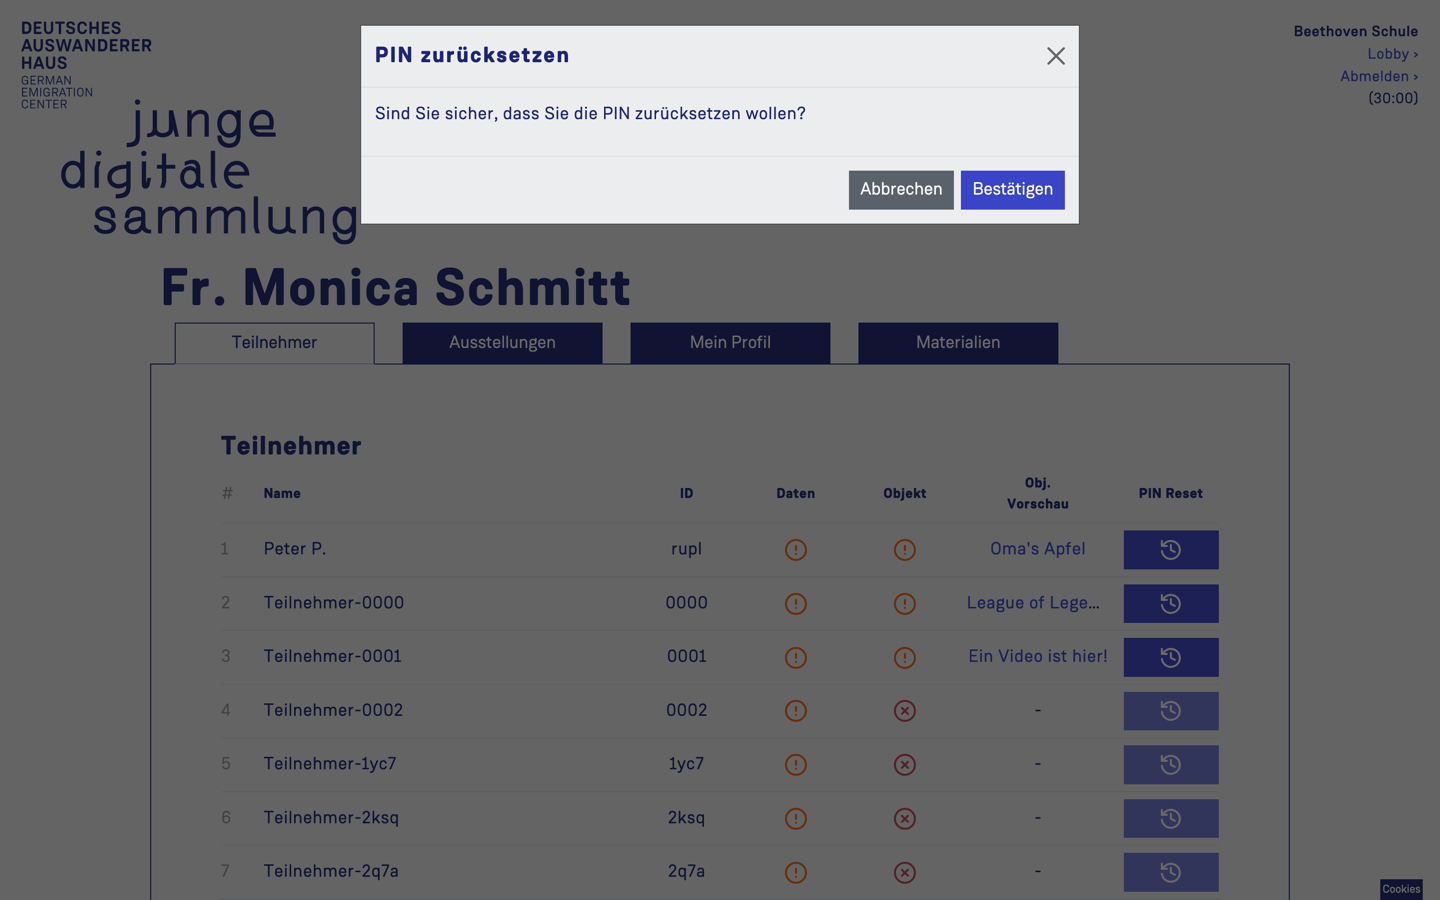 DEUTSCHES
AUSWANDERER
HAUS
GERMAN
EMIGRATION
CENTER
junge
digitale
sammlung
PIN zurücksetzen
Sind Sie sicher, dass Sie die PIN zurücksetzen wollen?
Abbrechen Bestätigen
Beethoven Schule
Lobby ›
Abmelden ›
(30:00)
Fr. Monica Schmitt
Teilnehmer Ausstellungen Mein Profil Materialien
Teilnehmer
# Name ID Daten Objekt Obj. Vorschau PIN Reset
1 Peter P. rupl Oma's Apfel
2 Teilnehmer-0000 0000 League of Lege...
3 Teilnehmer-0001 0001 Ein Video ist hier!
4 Teilnehmer-0002 0002 -
5 Teilnehmer-1yc7 1yc7 -
6 Teilnehmer-2ksq 2ksq -
7 Teilnehmer-2q7a 2q7a -
Cookies